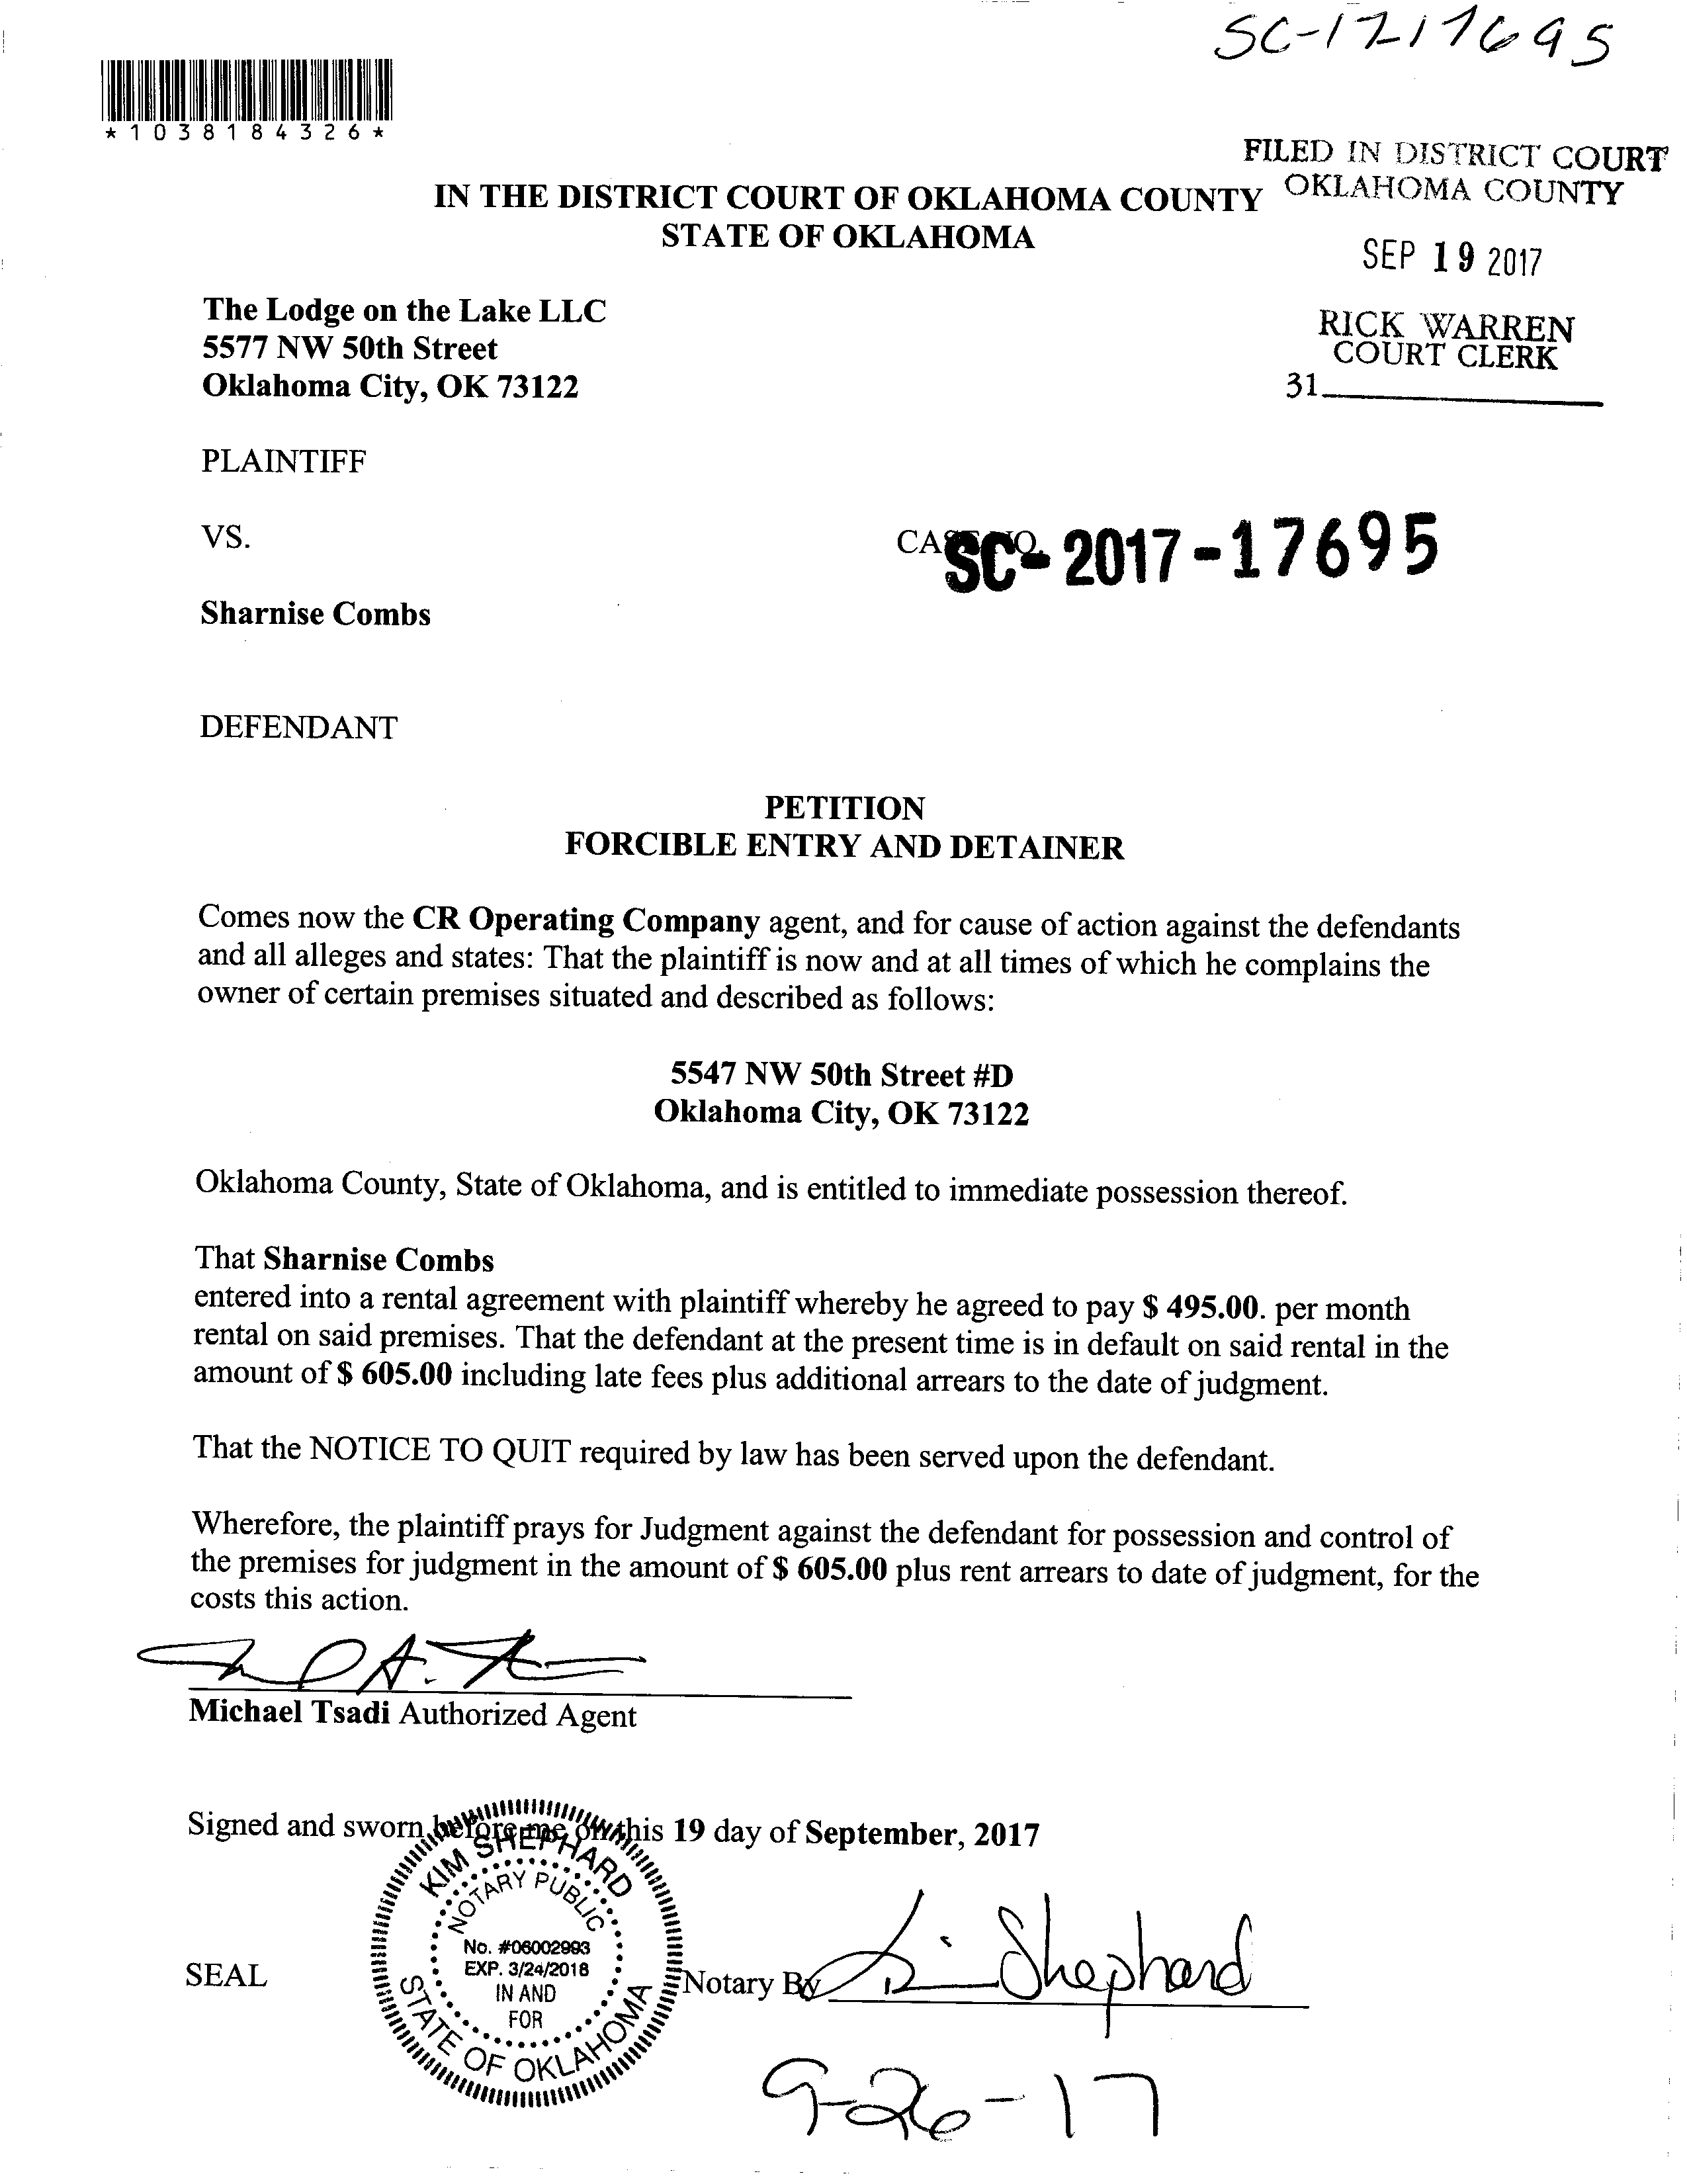 SC-1717695
*1038184326*
FILED IN DISTRICT COURT
OKLAHOMA COUNTY
IN THE DISTRICT COURT OF OKLAHOMA COUNTY
STATE OF OKLAHOMA
SEP 19 2017
The Lodge on the Lake LLC
5577 NW 50th Street
Oklahoma City, OK 73122
RICK WARREN
COURT CLERK
31
PLAINTIFF
VS.
CASE NO. SC- 2017-17695
Sharnise Combs
DEFENDANT
PETITION
FORCIBLE ENTRY AND DETAINER
Comes now the CR Operating Company agent, and for cause of action against the defendants
and all alleges and states: That the plaintiff is now and at all times of which he complains the
owner of certain premises situated and described as follows:
5547 NW 50th Street #D
Oklahoma City, OK 73122
Oklahoma County, State of Oklahoma, and is entitled to immediate possession thereof.
That Sharnise Combs
entered into a rental agreement with plaintiff whereby he agreed to pay $ 495.00. per month
rental on said premises. That the defendant at the present time is in default on said rental in the
amount of $ 605.00 including late fees plus additional arrears to the date of judgment.
That the NOTICE TO QUIT required by law has been served upon the defendant.
Wherefore, the plaintiff prays for Judgment against the defendant for possession and control of
the premises for judgment in the amount of $ 605.00 plus rent arrears to date of judgment, for the
costs this action.
Michael Tsadi Authorized Agent
Signed and sworn before me on this 19 day of September, 2017
KIM SHEPHARD
NOTARY PUBLIC
No. #06002993
EXP. 3/24/2018
IN AND
FOR
STATE OF OKLAHOMA
SEAL
Notary By Kim Shephard
9-26-17